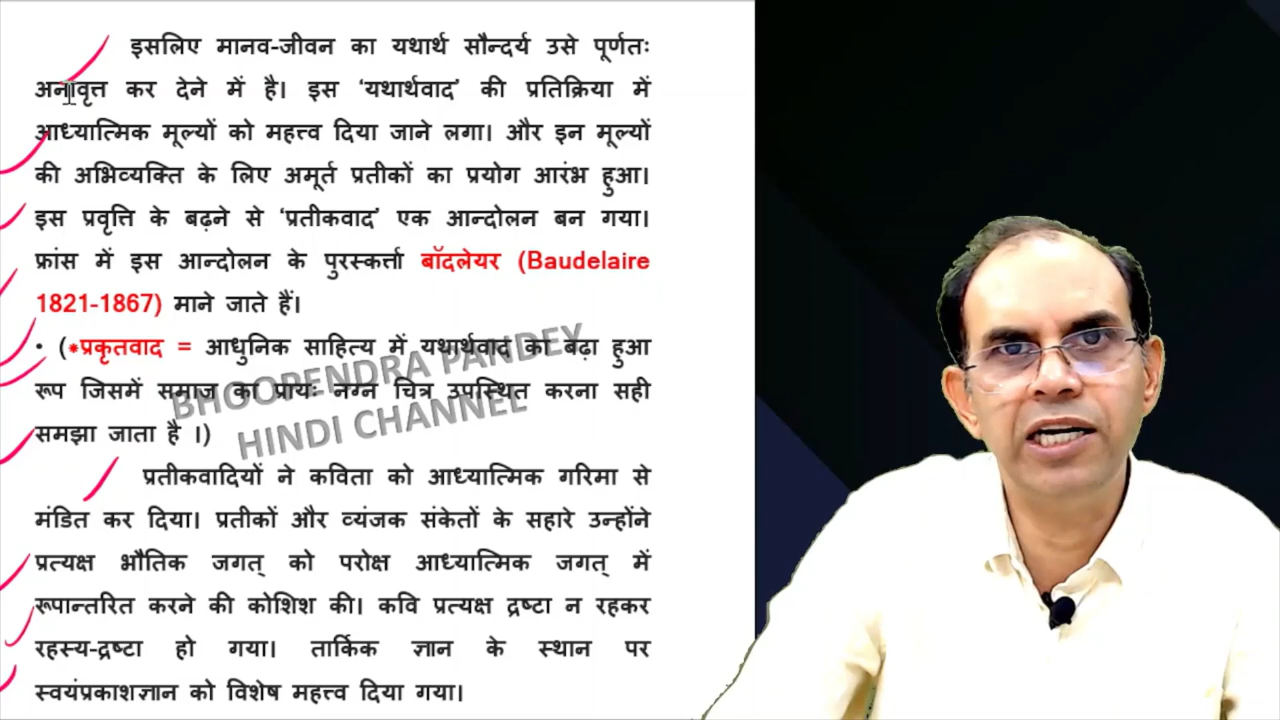 इसलिए मानव-जीवन का यथार्थ सौन्दर्य उसे पूर्णतः
अनावृत्त कर देने में है। इस ‘यथार्थवाद’ की प्रतिक्रिया में
आध्यात्मिक मूल्यों को महत्त्व दिया जाने लगा। और इन मूल्यों
की अभिव्यक्ति के लिए अमूर्त प्रतीकों का प्रयोग आरंभ हुआ।
इस प्रवृत्ति के बढ़ने से ‘प्रतीकवाद’ एक आन्दोलन बन गया।
फ्रांस में इस आन्दोलन के पुरस्कर्त्ता बॉदलेयर (Baudelaire
1821-1867) माने जाते हैं।
• (*प्रकृतवाद = आधुनिक साहित्य में यथार्थवाद का बढ़ा हुआ
रूप जिसमें समाज का प्रायः नग्न चित्र उपस्थित करना सही
समझा जाता है ।)
BHOOPENDRA PANDEY
HINDI CHANNEL
प्रतीकवादियों ने कविता को आध्यात्मिक गरिमा से
मंडित कर दिया। प्रतीकों और व्यंजक संकेतों के सहारे उन्होंने
प्रत्यक्ष भौतिक जगत् को परोक्ष आध्यात्मिक जगत् में
रूपान्तरित करने की कोशिश की। कवि प्रत्यक्ष द्रष्टा न रहकर
रहस्य-द्रष्टा हो गया। तार्किक ज्ञान के स्थान पर
स्वयंप्रकाशज्ञान को विशेष महत्त्व दिया गया।